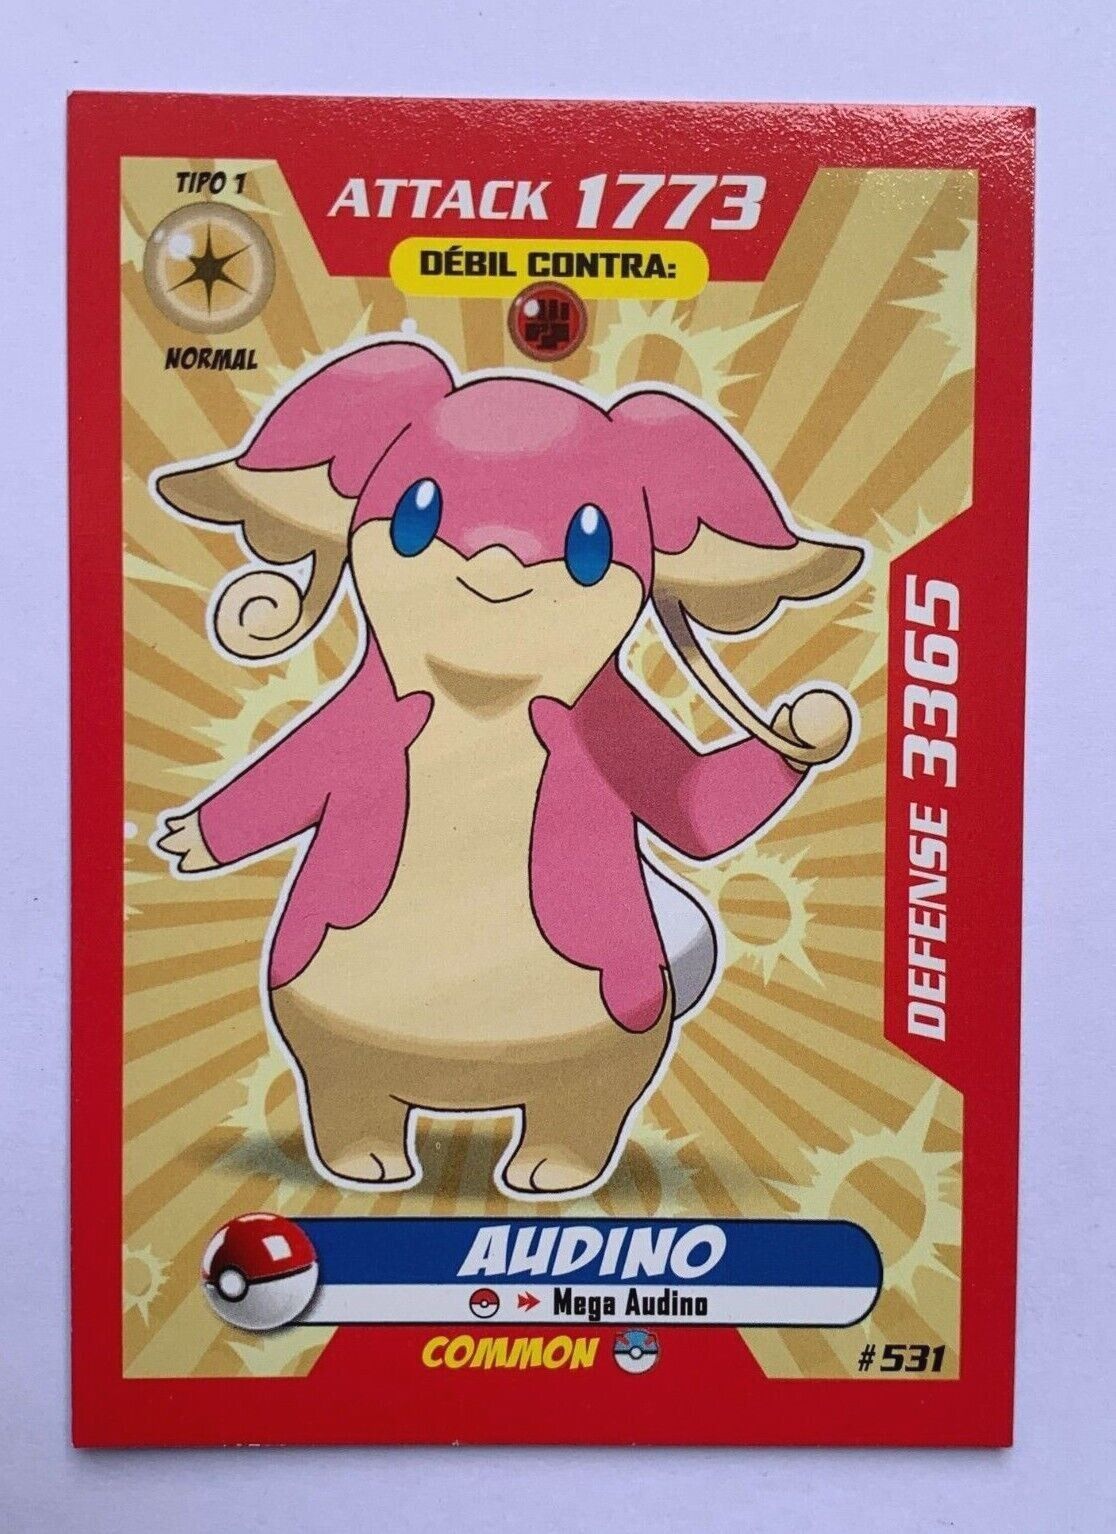 TIPO 1
NORMAL
ATTACK 1773
DÉBIL CONTRA:
DEFENSE 3365
AUDINO
Mega Audino
COMMON
#531